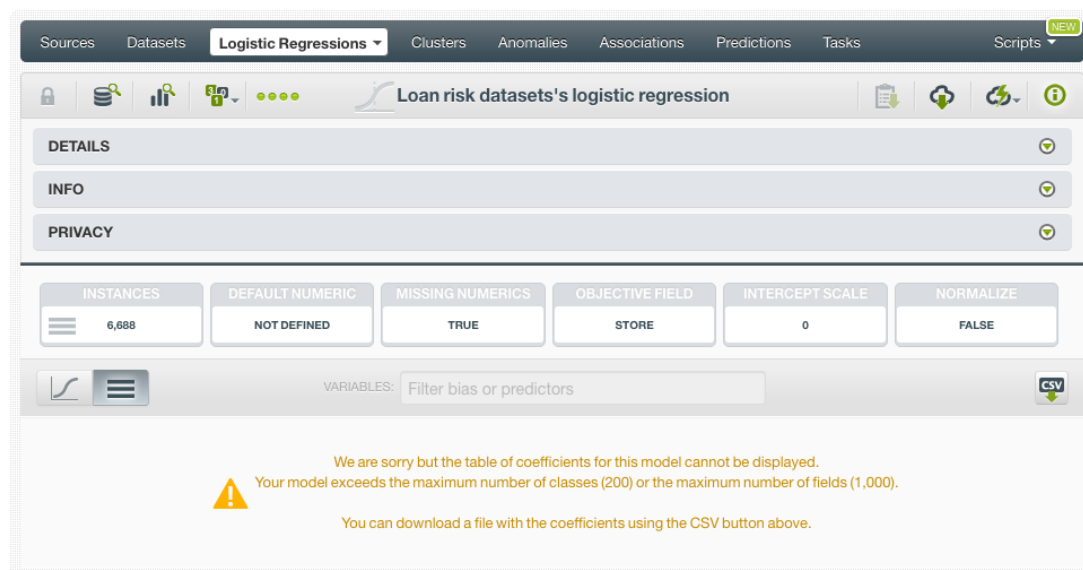 NEW
Sources Datasets Logistic Regressions Clusters Anomalies Associations Predictions Tasks Scripts
Loan risk datasets's logistic regression
DETAILS
INFO
PRIVACY
INSTANCES DEFAULT NUMERIC MISSING NUMERICS OBJECTIVE FIELD INTERCEPT SCALE NORMALIZE
6,688 NOT DEFINED TRUE STORE 0 FALSE
VARIABLES: Filter bias or predictors CSV
We are sorry but the table of coefficients for this model cannot be displayed.
Your model exceeds the maximum number of classes (200) or the maximum number of fields (1,000).
You can download a file with the coefficients using the CSV button above.